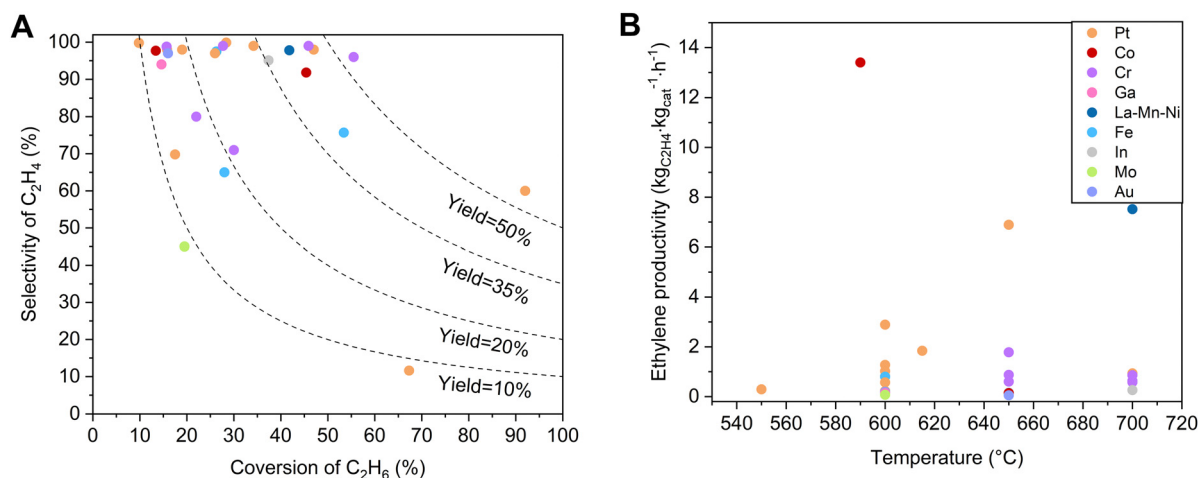 A
Selectivity of C₂H₄ (%)
100
90
80
70
60
50
40
30
20
10
0
Yield=50%
Yield=35%
Yield=20%
Yield=10%
0 10 20 30 40 50 60 70 80 90 100
Coversion of C₂H₆ (%)
B
Ethylene productivity (kg_C2H4·kg_cat⁻¹·h⁻¹)
14
12
10
8
6
4
2
0
Pt
Co
Cr
Ga
La-Mn-Ni
Fe
In
Mo
Au
540 560 580 600 620 640 660 680 700 720
Temperature (°C)